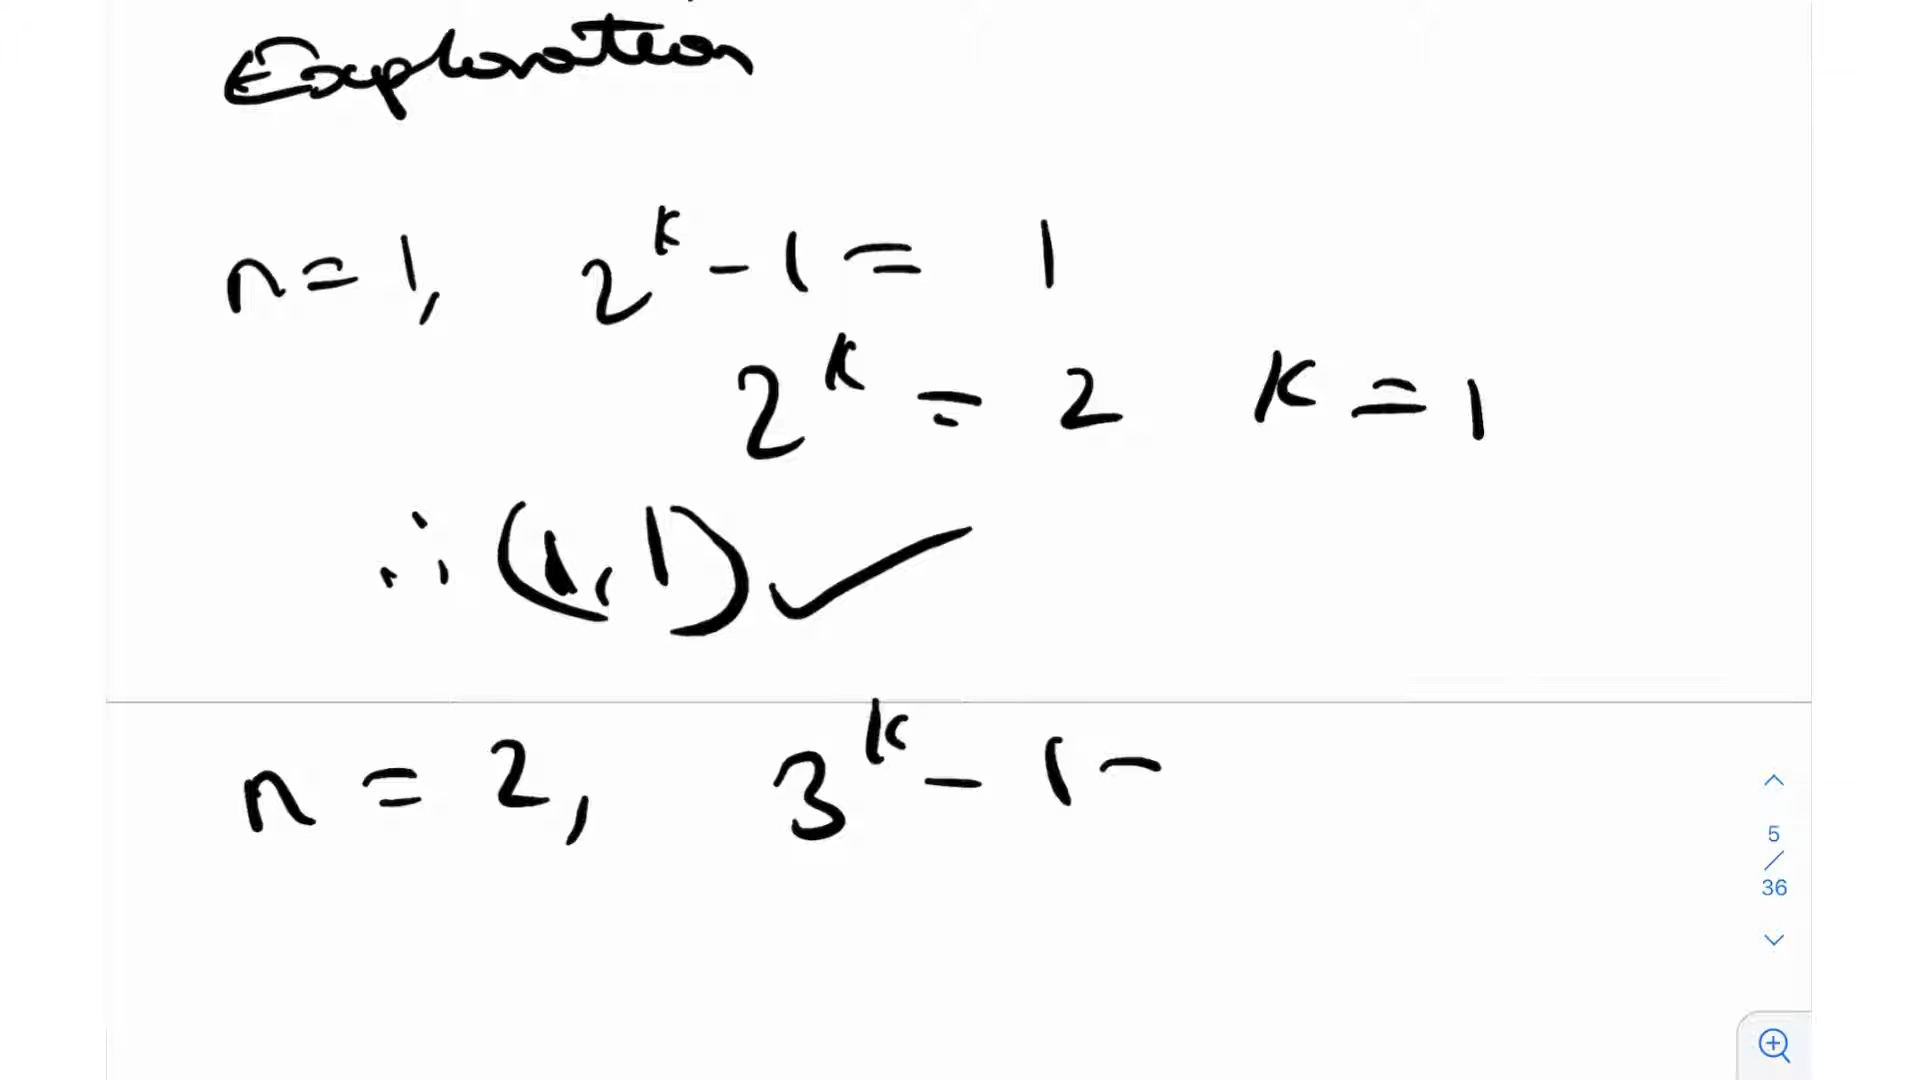 Exploration
n = 1, 2^k - 1 = 1
2^k = 2 k = 1
∴ (1, 1) ✓
n = 2, 3^k - 1 -
5
/
36